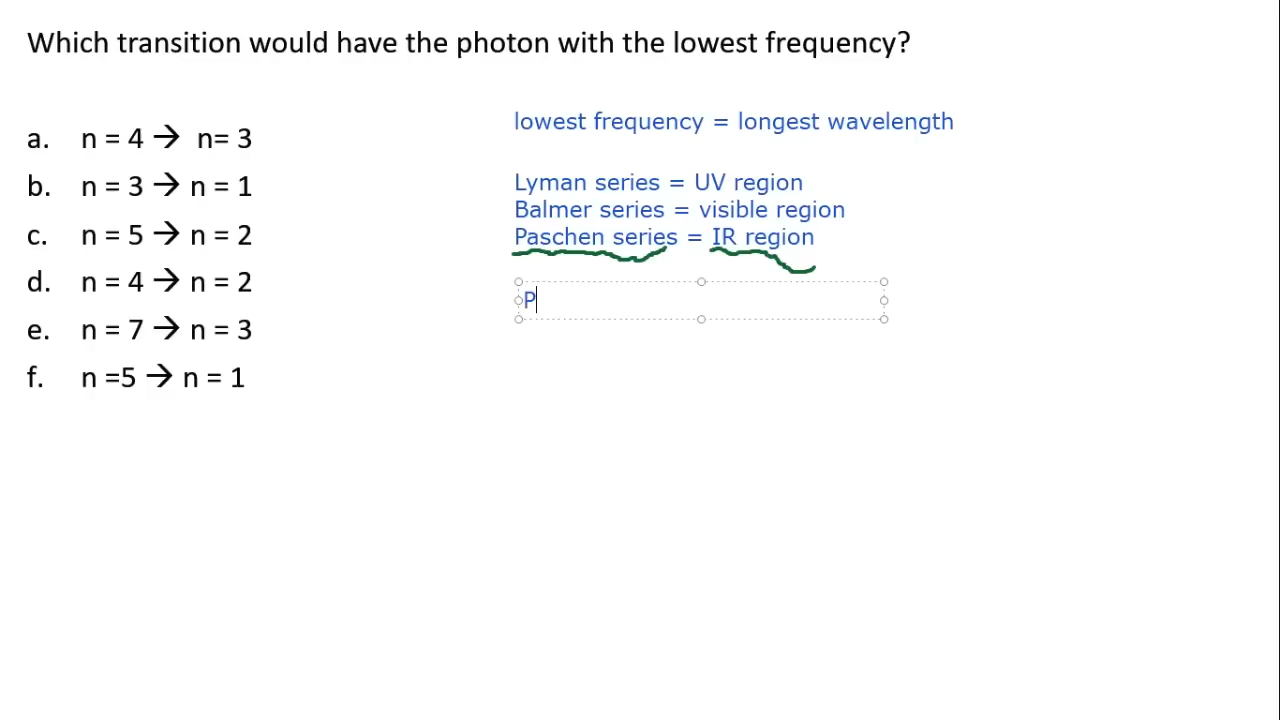 Which transition would have the photon with the lowest frequency?
a. n = 4 → n= 3
b. n = 3 → n = 1
c. n = 5 → n = 2
d. n = 4 → n = 2
e. n = 7 → n = 3
f. n =5 → n = 1
lowest frequency = longest wavelength
Lyman series = UV region
Balmer series = visible region
Paschen series = IR region
P